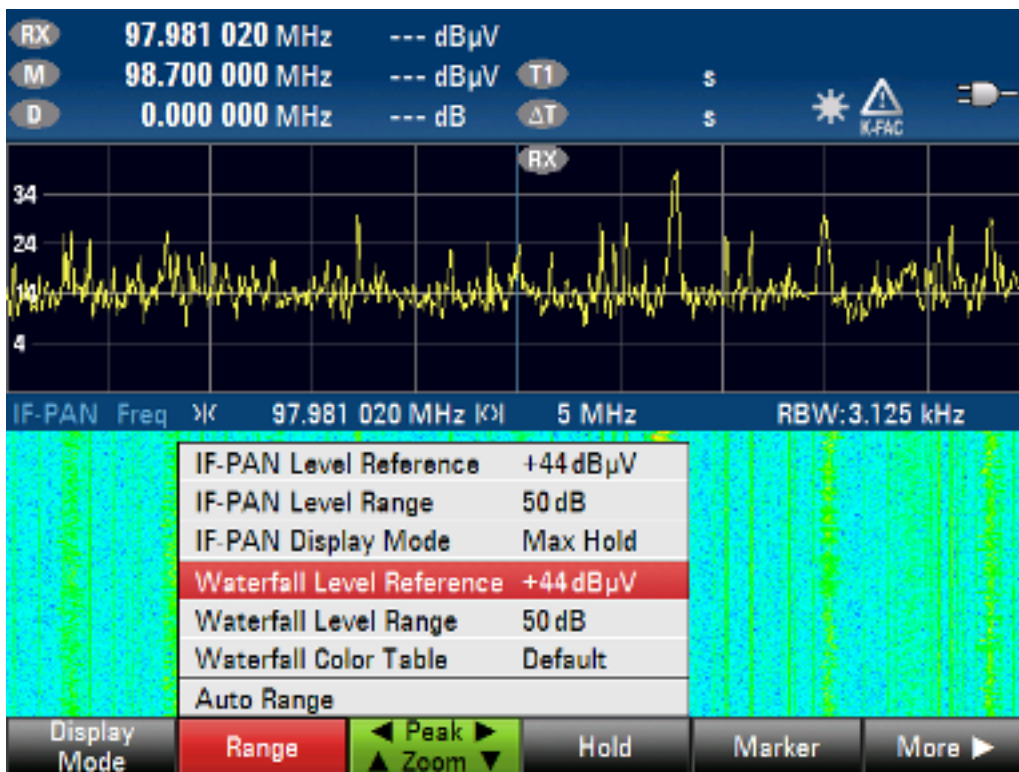 RX 97.981 020 MHz --- dBµV
M 98.700 000 MHz --- dBµV T1 s
D 0.000 000 MHz --- dB ΔT s
K-FAC
RX
34
24
14
4
IF-PAN Freq 97.981 020 MHz 5 MHz RBW:3.125 kHz
IF-PAN Level Reference +44 dBµV
IF-PAN Level Range 50 dB
IF-PAN Display Mode Max Hold
Waterfall Level Reference +44 dBµV
Waterfall Level Range 50 dB
Waterfall Color Table Default
Auto Range
Display Mode
Range
◀ Peak ▶
▲ Zoom ▼
Hold
Marker
More ▶